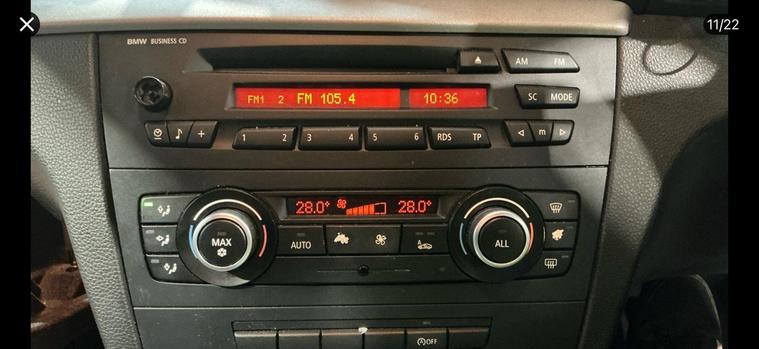 11/22
BMW BUSINESS CD
AM FM
FM1 2 FM 105.4 10:36
SC MODE
1 2 3 4 5 6 RDS TP m
28.0° 28.0°
MAX AUTO A ALL
OFF